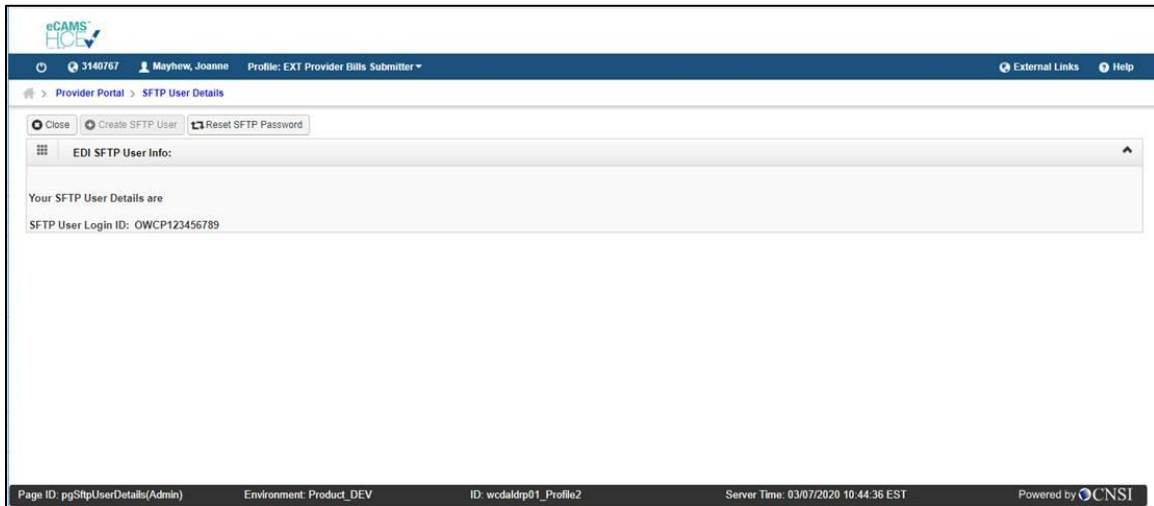 eCAMS
HCE
3140767 Mayhew, Joanne Profile: EXT Provider Bills Submitter External Links Help
> Provider Portal > SFTP User Details
Close Create SFTP User Reset SFTP Password
EDI SFTP User Info:
Your SFTP User Details are
SFTP User Login ID: OWCP123456789
Page ID: pgSftpUserDetails(Admin) Environment: Product_DEV ID: wcdaldrp01_Profile2 Server Time: 03/07/2020 10:44:36 EST Powered by CNSI